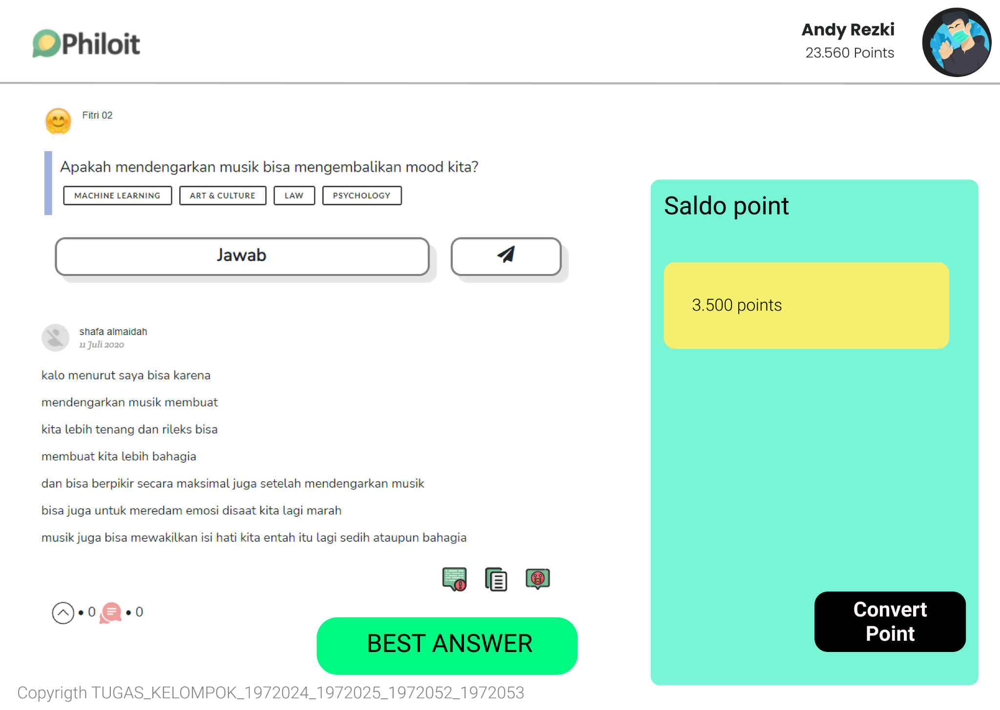 Philoit
Andy Rezki
23.560 Points
Fitri 02
Apakah mendengarkan musik bisa mengembalikan mood kita?
MACHINE LEARNING
ART & CULTURE
LAW
PSYCHOLOGY
Jawab
shafa almaidah
11 Juli 2020
kalo menurut saya bisa karena
mendengarkan musik membuat
kita lebih tenang dan rileks bisa
membuat kita lebih bahagia
dan bisa berpikir secara maksimal juga setelah mendengarkan musik
bisa juga untuk meredam emosi disaat kita lagi marah
musik juga bisa mewakilkan isi hati kita entah itu lagi sedih ataupun bahagia
• 0 • 0
BEST ANSWER
Saldo point
3.500 points
Convert
Point
Copyrigth TUGAS_KELOMPOK_1972024_1972025_1972052_1972053